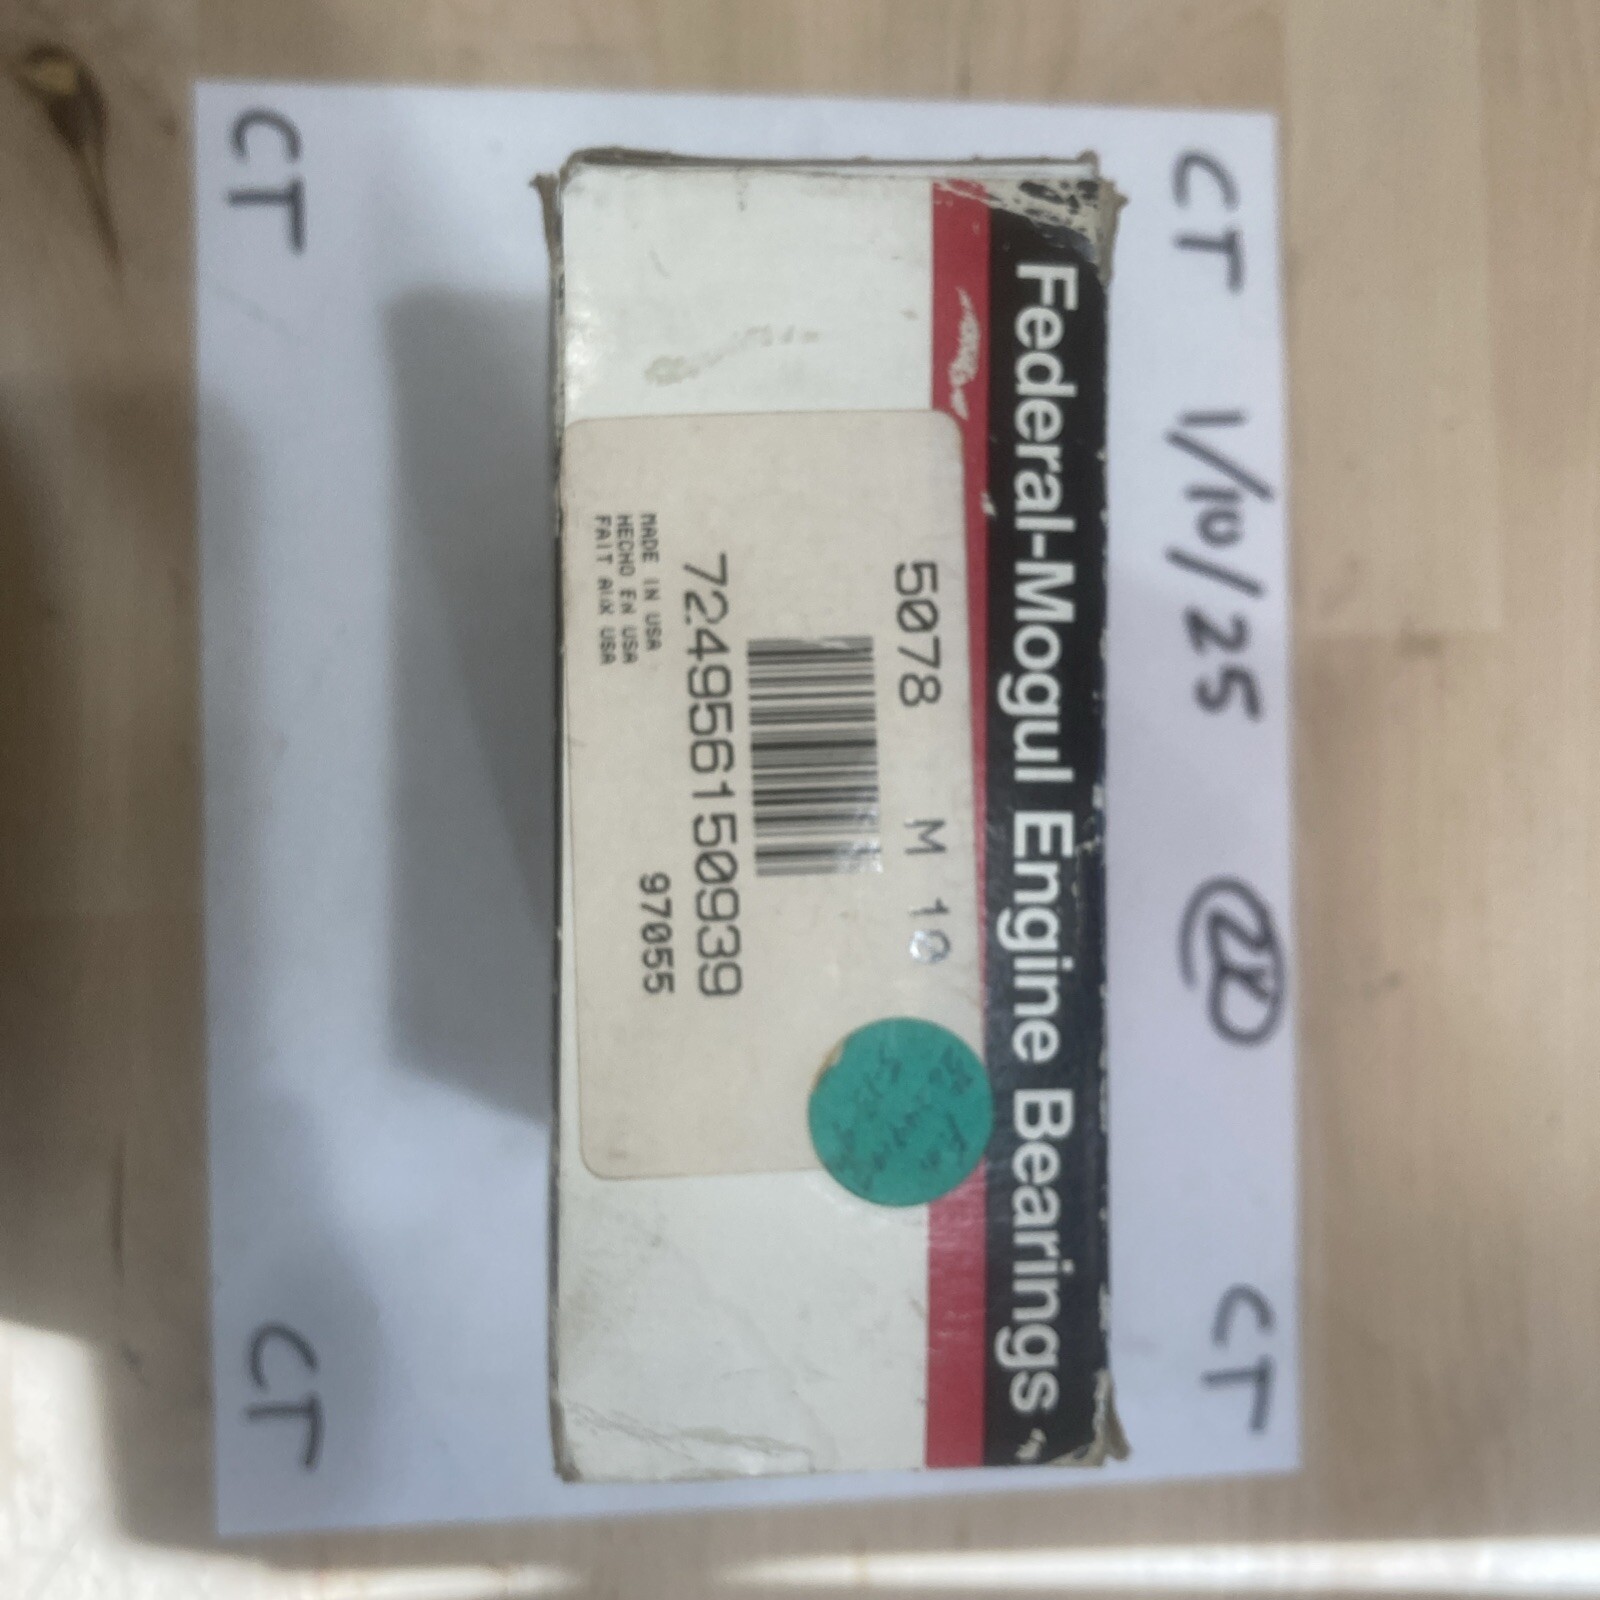 CT 1/10/25 CT
Federal-Mogul Engine Bearings
5078 M 10
724956150939
97055
MADE IN USA
HECHO EN USA
FAIT AUX USA
CT CT